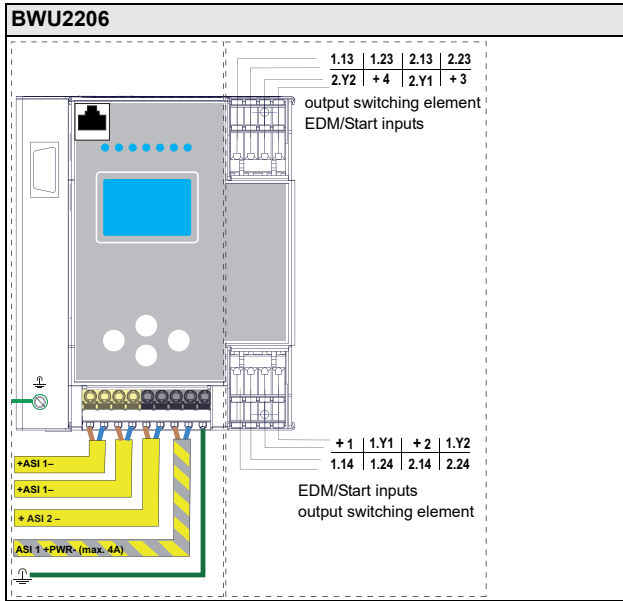 BWU2206
1.13 1.23 2.13 2.23
2.Y2 + 4 2.Y1 + 3
output switching element
EDM/Start inputs
+ 1 1.Y1 + 2 1.Y2
1.14 1.24 2.14 2.24
EDM/Start inputs
output switching element
+ASI 1–
+ASI 1–
+ ASI 2 –
ASI 1 +PWR- (max. 4A)